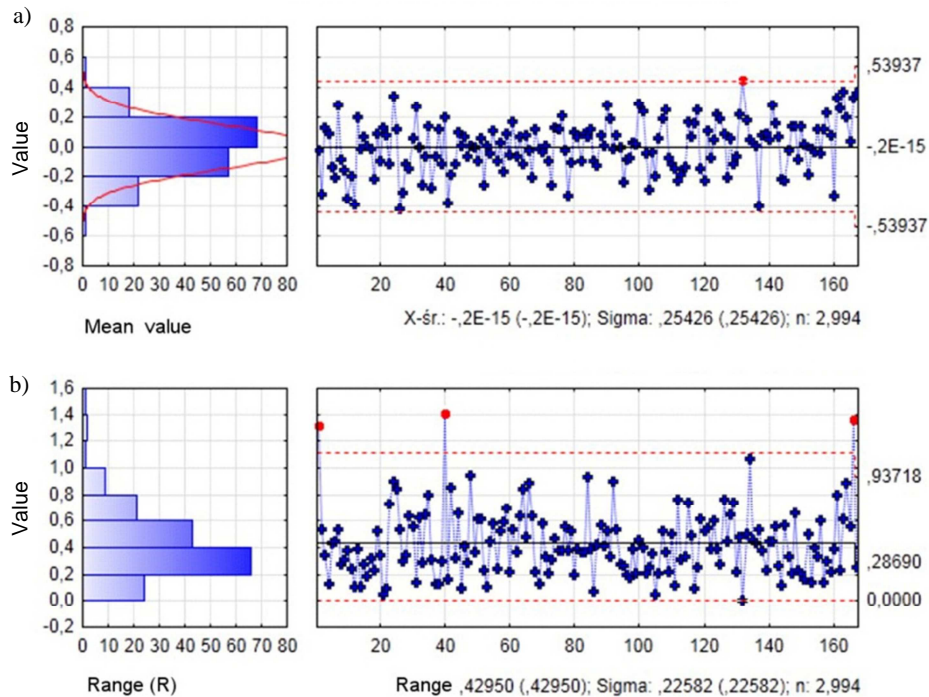 a)
Value
0,8
0,6
0,4
0,2
0,0
-0,2
-0,4
-0,6
-0,8
0 10 20 30 40 50 60 70 80
Mean value
,53937
-,2E-15
-,53937
20 40 60 80 100 120 140 160
X-śr.: -,2E-15 (-,2E-15); Sigma: ,25426 (,25426); n: 2,994
b)
Value
1,6
1,4
1,2
1,0
0,8
0,6
0,4
0,2
0,0
-0,2
0 10 20 30 40 50 60 70 80
Range (R)
,93718
,28690
0,0000
20 40 60 80 100 120 140 160
Range ,42950 (,42950); Sigma: ,22582 (,22582); n: 2,994